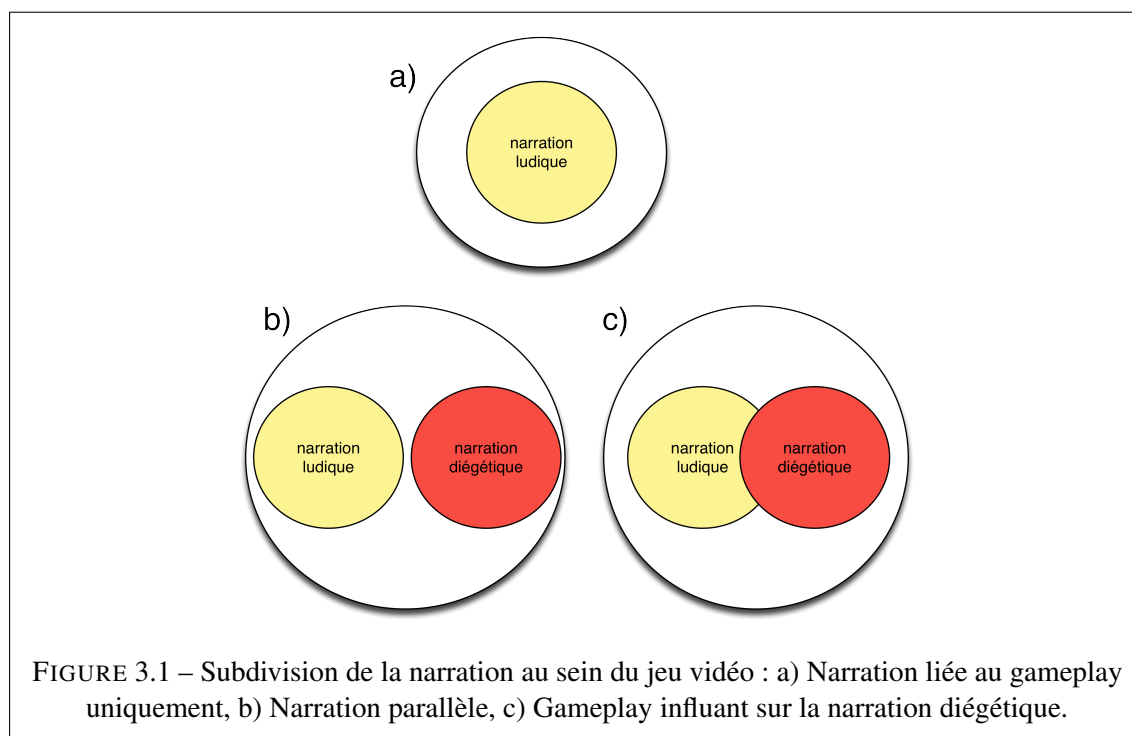 a)
narration
ludique
b)
narration
ludique
narration
diégétique
c)
narration
ludique
narration
diégétique
FIGURE 3.1 – Subdivision de la narration au sein du jeu vidéo : a) Narration liée au gameplay
uniquement, b) Narration parallèle, c) Gameplay influant sur la narration diégétique.